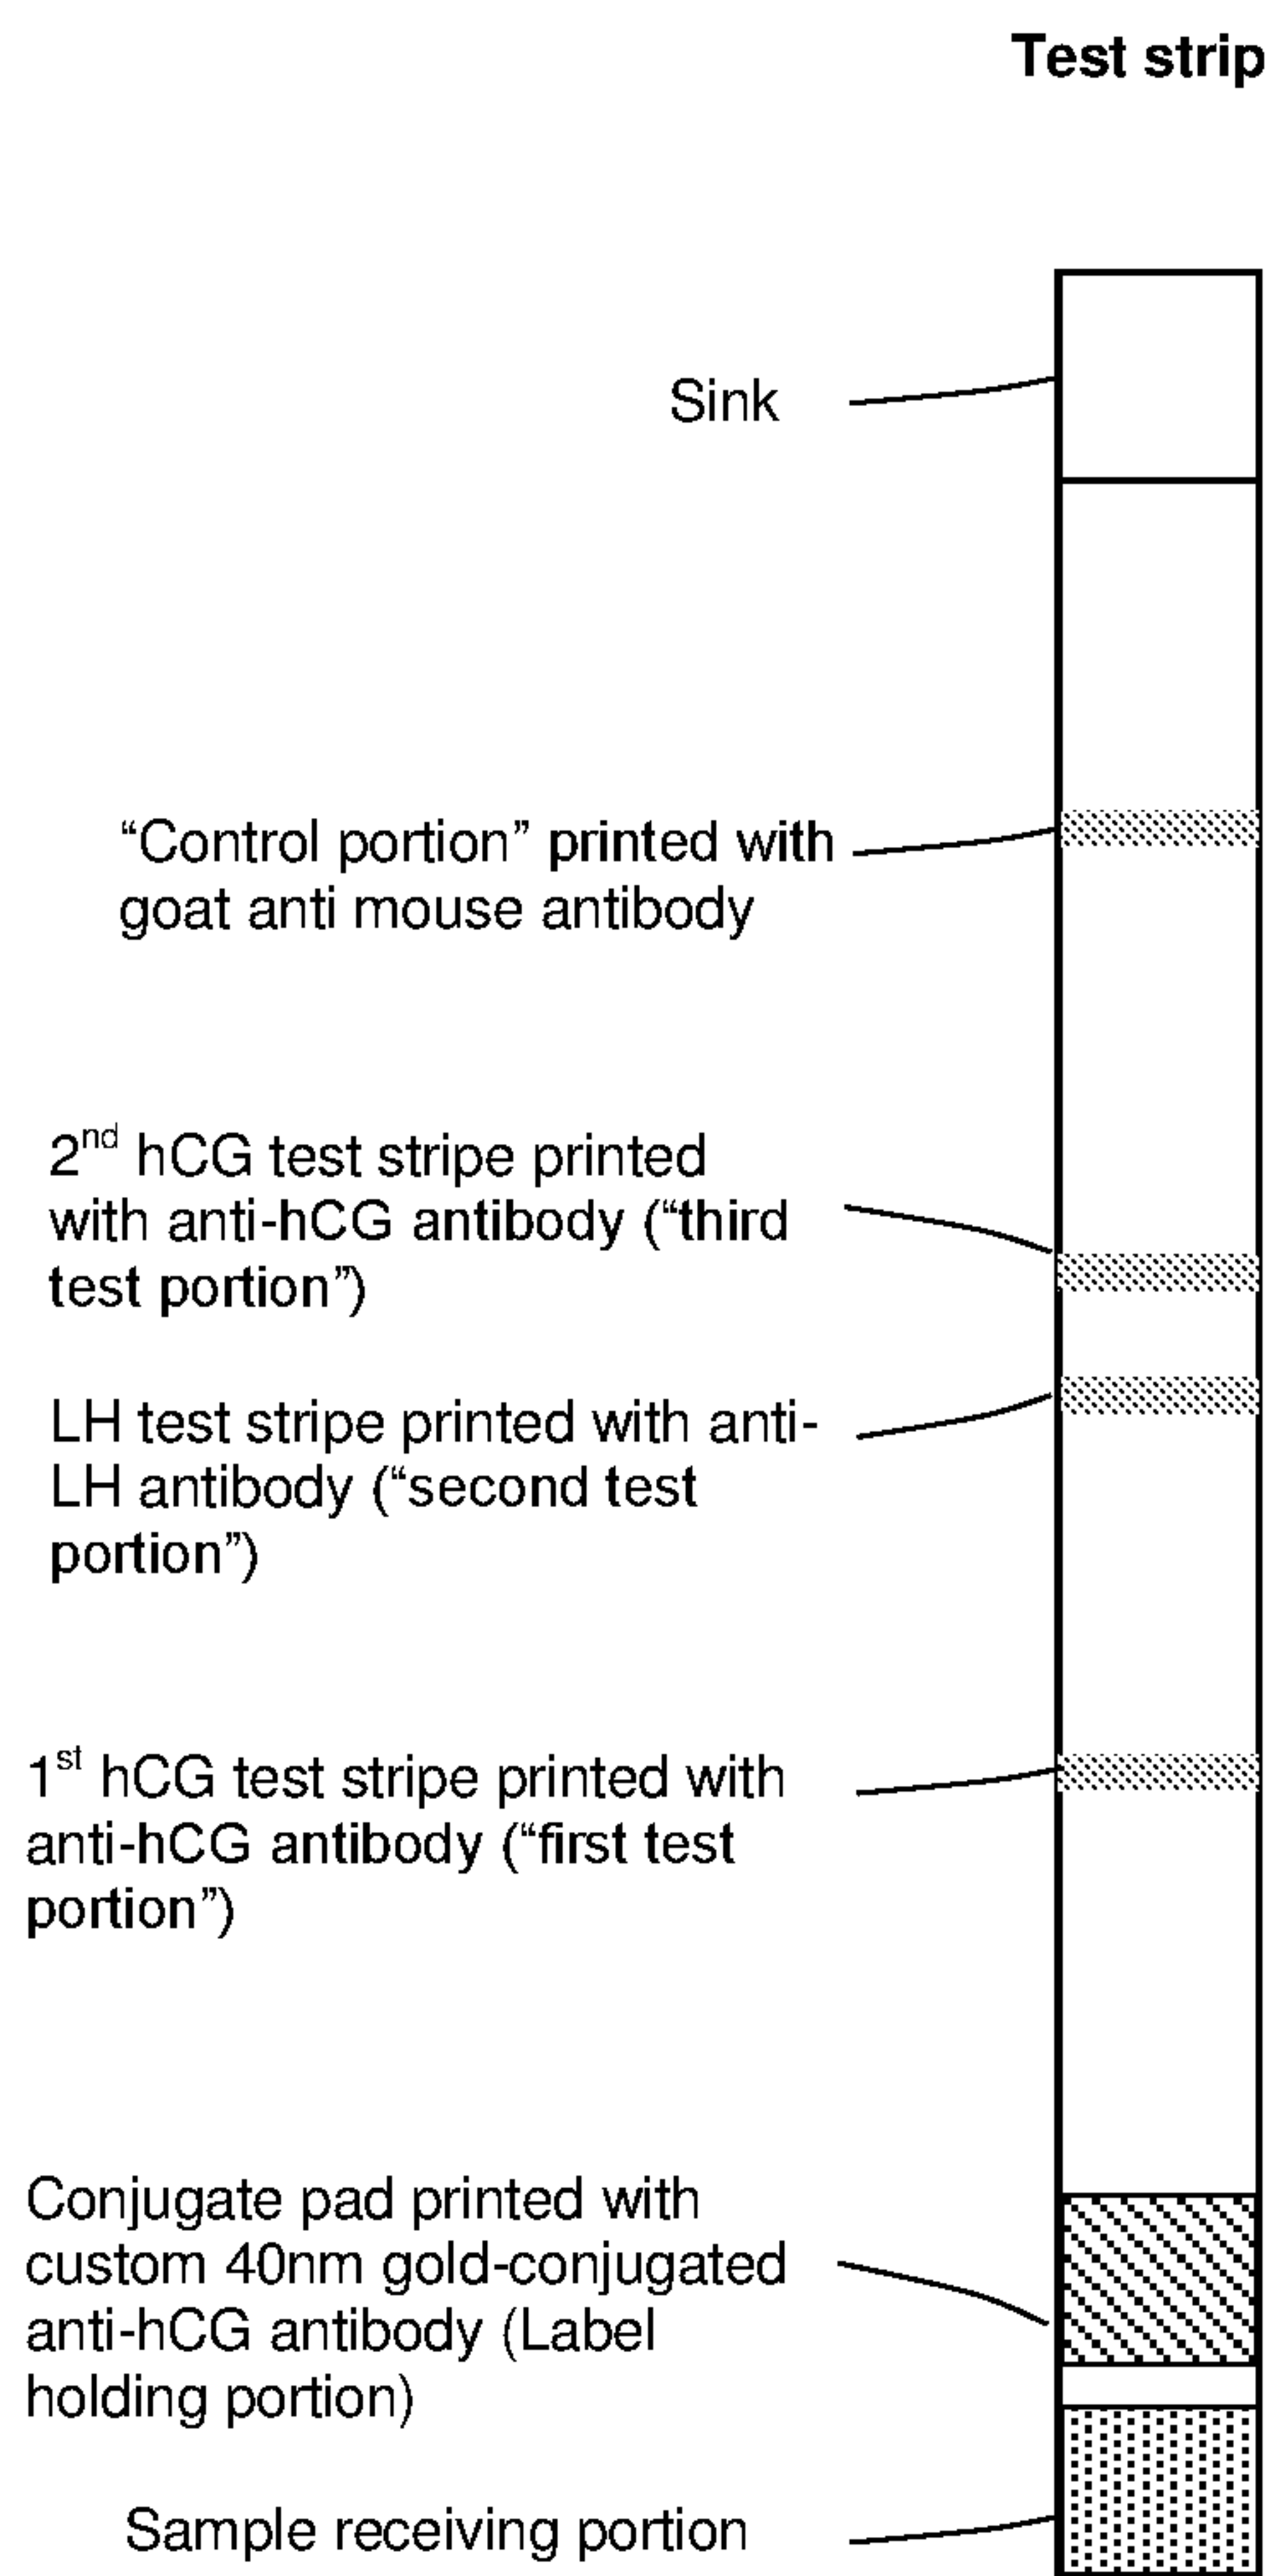 Test strip
Sink
“Control portion” printed with
goat anti mouse antibody
2nd hCG test stripe printed
with anti-hCG antibody (“third
test portion”)
LH test stripe printed with anti-
LH antibody (“second test
portion”)
1st hCG test stripe printed with
anti-hCG antibody (“first test
portion”)
Conjugate pad printed with
custom 40nm gold-conjugated
anti-hCG antibody (Label
holding portion)
Sample receiving portion